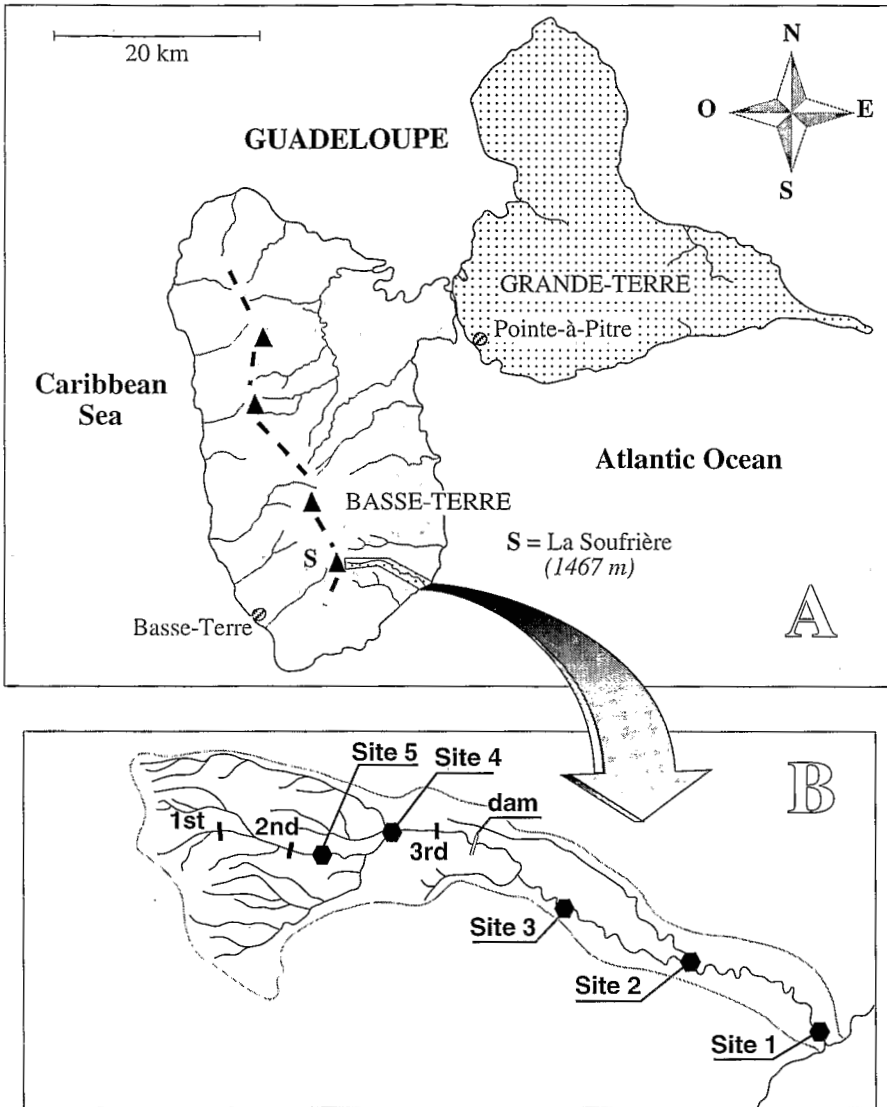 20 km
N
O
E
S
GUADELOUPE
GRANDE-TERRE
Pointe-à-Pitre
Caribbean
Sea
Atlantic Ocean
BASSE-TERRE
S
S = La Soufrière
(1467 m)
Basse-Terre
A
B
Site 5
Site 4
dam
1st
2nd
3rd
Site 3
Site 2
Site 1